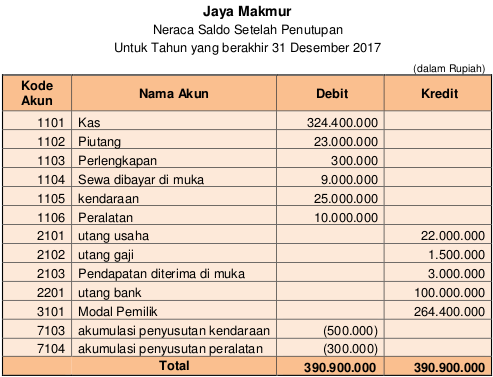 Jaya Makmur
Neraca Saldo Setelah Penutupan
Untuk Tahun yang berakhir 31 Desember 2017
(dalam Rupiah)
Kode Akun Nama Akun Debit Kredit
1101 Kas 324.400.000
1102 Piutang 23.000.000
1103 Perlengkapan 300.000
1104 Sewa dibayar di muka 9.000.000
1105 kendaraan 25.000.000
1106 Peralatan 10.000.000
2101 utang usaha 22.000.000
2102 utang gaji 1.500.000
2103 Pendapatan diterima di muka 3.000.000
2201 utang bank 100.000.000
3101 Modal Pemilik 264.400.000
7103 akumulasi penyusutan kendaraan (500.000)
7104 akumulasi penyusutan peralatan (300.000)
Total 390.900.000 390.900.000